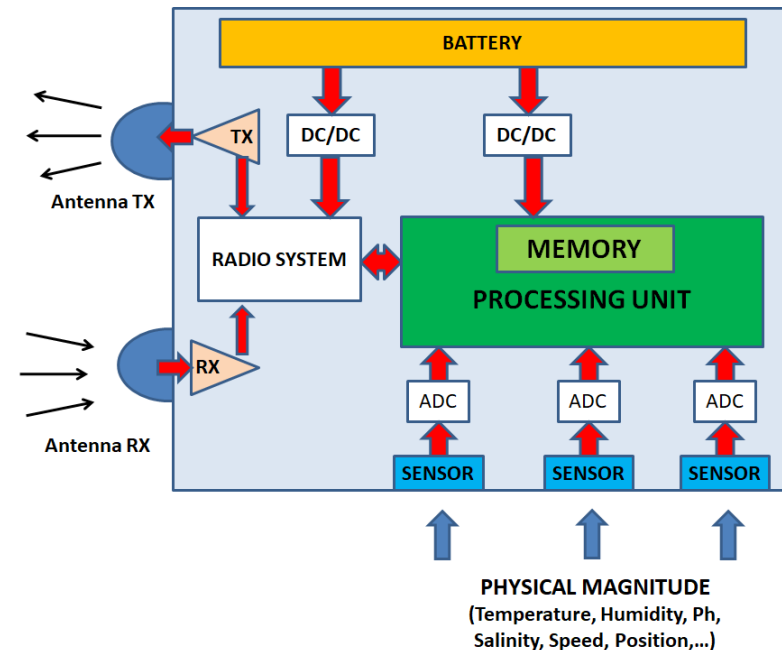 BATTERY
TX
DC/DC
DC/DC
Antenna TX
RADIO SYSTEM
MEMORY
PROCESSING UNIT
RX
ADC
ADC
ADC
Antenna RX
SENSOR
SENSOR
SENSOR
PHYSICAL MAGNITUDE
(Temperature, Humidity, Ph,
Salinity, Speed, Position,...)